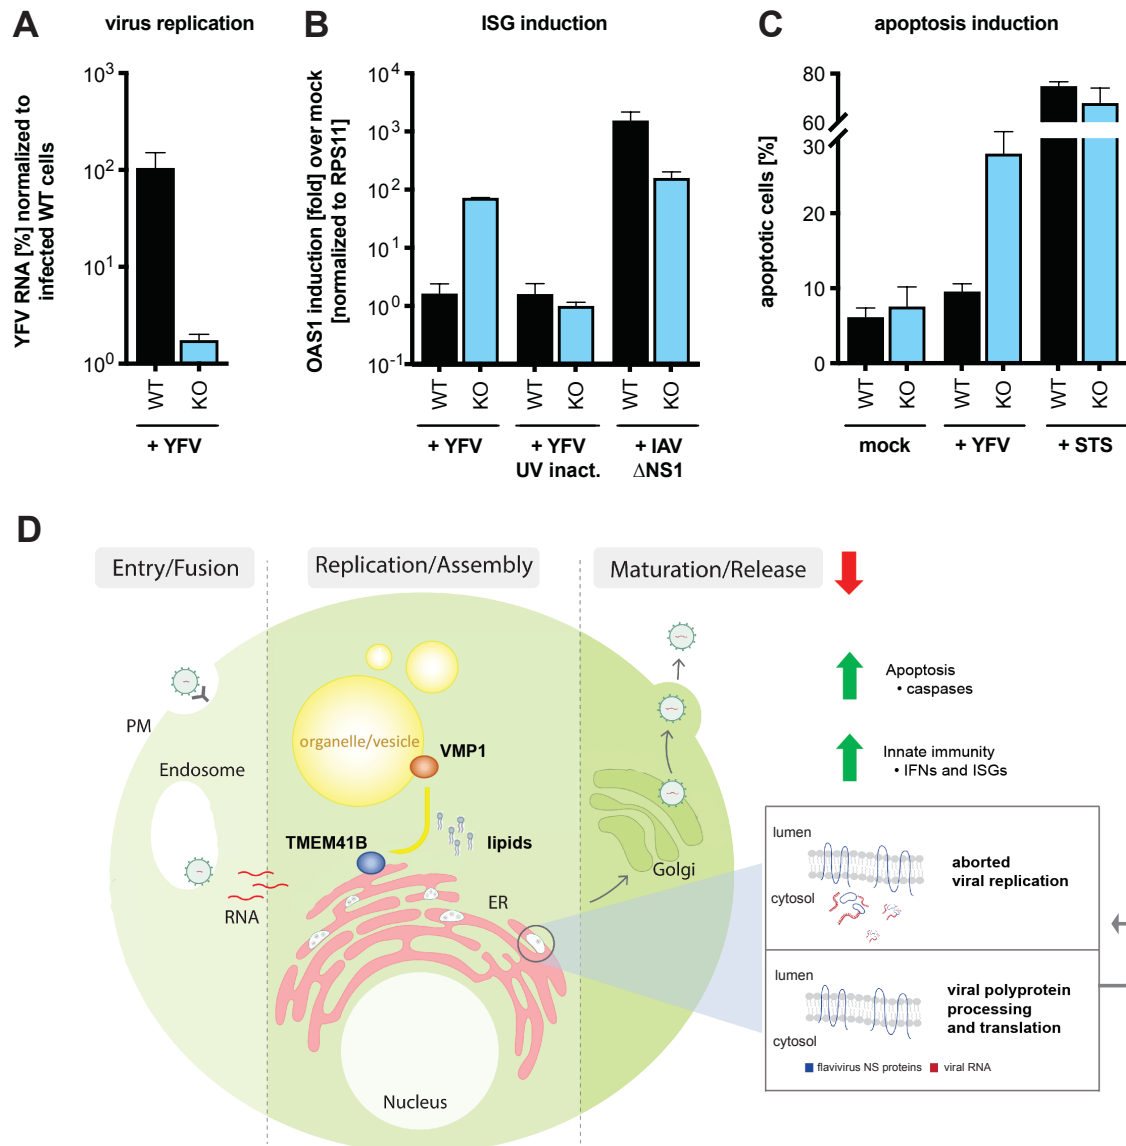 A
virus replication
YFV RNA [%] normalized to
infected WT cells
10³
10²
10¹
10⁰
WT
KO
+ YFV
B
ISG induction
OAS1 induction [fold] over mock
[normalized to RPS11]
10⁴
10³
10²
10¹
10⁰
10⁻¹
WT
KO
WT
KO
WT
KO
+ YFV
+ YFV
UV inact.
+ IAV
ΔNS1
C
apoptosis induction
apoptotic cells [%]
80
60
30
20
10
0
WT
KO
WT
KO
WT
KO
mock
+ YFV
+ STS
D
Entry/Fusion
Replication/Assembly
Maturation/Release
PM
Endosome
RNA
organelle/vesicle
VMP1
TMEM41B
lipids
ER
Golgi
Nucleus
Apoptosis
• caspases
Innate immunity
• IFNs and ISGs
lumen
cytosol
aborted
viral replication
lumen
cytosol
viral polyprotein
processing
and translation
flavivirus NS proteins
viral RNA